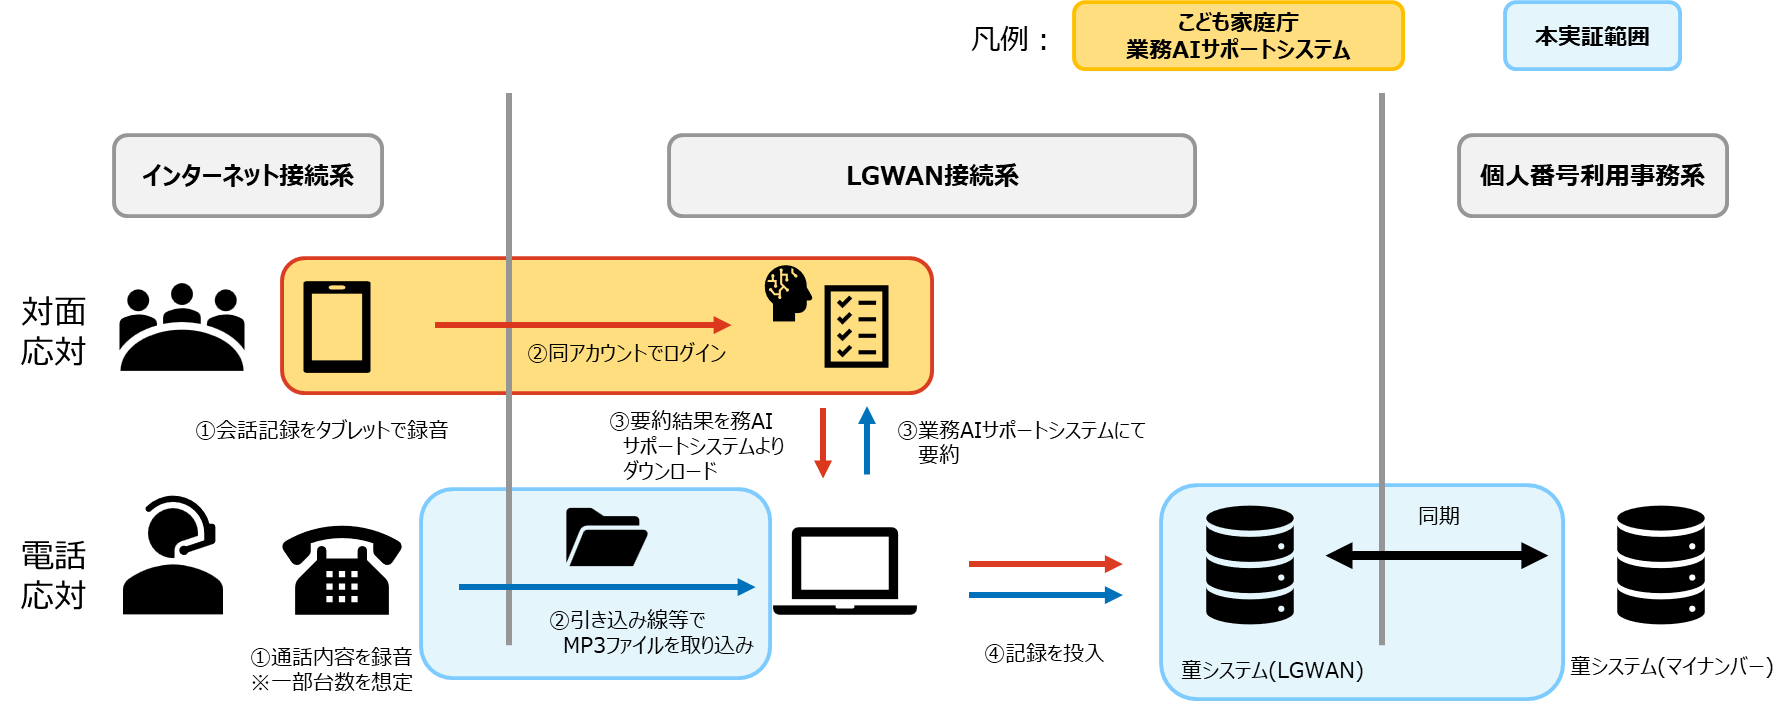 凡例：
こども家庭庁
業務AIサポートシステム
本実証範囲
インターネット接続系
LGWAN接続系
個人番号利用事務系
対面
応対
②同アカウントでログイン
①会話記録をタブレットで録音
③要約結果を務AI
サポートシステムより
ダウンロード
③業務AIサポートシステムにて
要約
電話
応対
①通話内容を録音
※一部台数を想定
②引き込み線等で
MP3ファイルを取り込み
④記録を投入
同期
童システム(LGWAN)
童システム(マイナンバー)